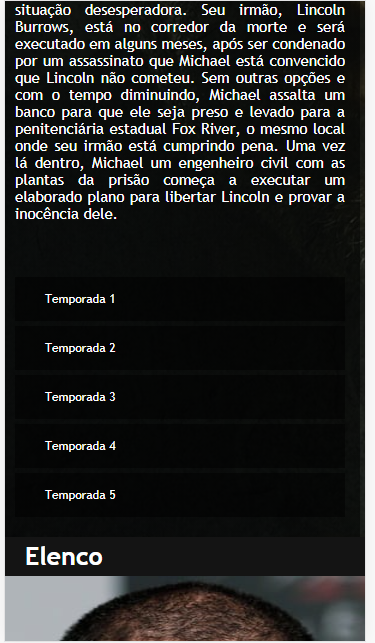 situação desesperadora. Seu irmão, Lincoln
Burrows, está no corredor da morte e será
executado em alguns meses, após ser condenado
por um assassinato que Michael está convencido
que Lincoln não cometeu. Sem outras opções e
com o tempo diminuindo, Michael assalta um
banco para que ele seja preso e levado para a
penitenciária estadual Fox River, o mesmo local
onde seu irmão está cumprindo pena. Uma vez
lá dentro, Michael um engenheiro civil com as
plantas da prisão começa a executar um
elaborado plano para libertar Lincoln e provar a
inocência dele.
Temporada 1
Temporada 2
Temporada 3
Temporada 4
Temporada 5
Elenco